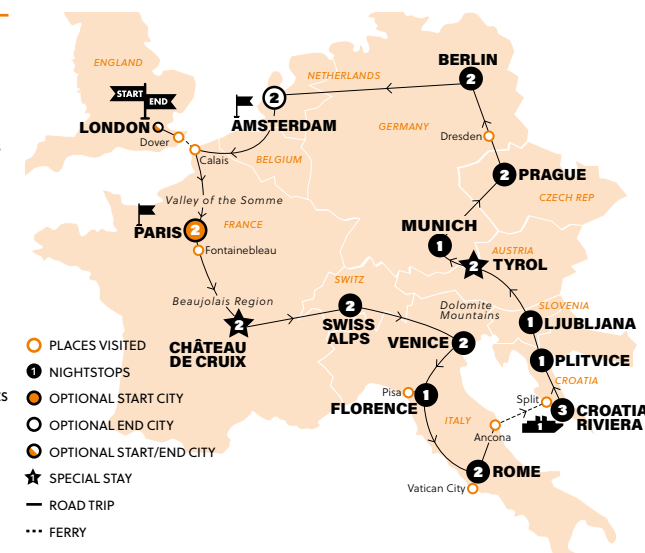 ENGLAND
START
END
LONDON
Dover
Calais
NETHERLANDS
2
AMSTERDAM
BELGIUM
GERMANY
BERLIN
2
Dresden
2
PRAGUE
CZECH REP
MUNICH
1
AUSTRIA
2
TYROL
Valley of the Somme
FRANCE
PARIS
2
Fontainebleau
Beaujolais Region
2
CHÂTEAU
DE CRUIX
SWITZ
2
SWISS
ALPS
Dolomite
Mountains
VENICE
2
SLOVENIA
1
LJUBLJANA
1
PLITVICE
CROATIA
Split
3
CROATIA
RIVIERA
1
Pisa
1
FLORENCE
ITALY
Ancona
2
ROME
Vatican City
PLACES VISITED
1
NIGHTSTOPS
OPTIONAL START CITY
OPTIONAL END CITY
OPTIONAL START/END CITY
1
SPECIAL STAY
ROAD TRIP
FERRY